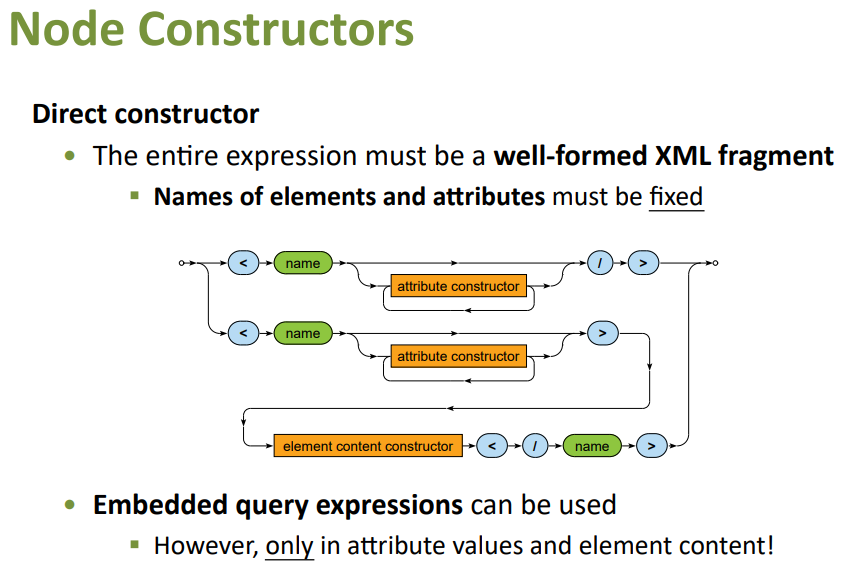 Node Constructors
Direct constructor
• The entire expression must be a well-formed XML fragment
▪ Names of elements and attributes must be fixed
< name / >
attribute constructor
< name >
attribute constructor
element content constructor < / name >
• Embedded query expressions can be used
▪ However, only in attribute values and element content!